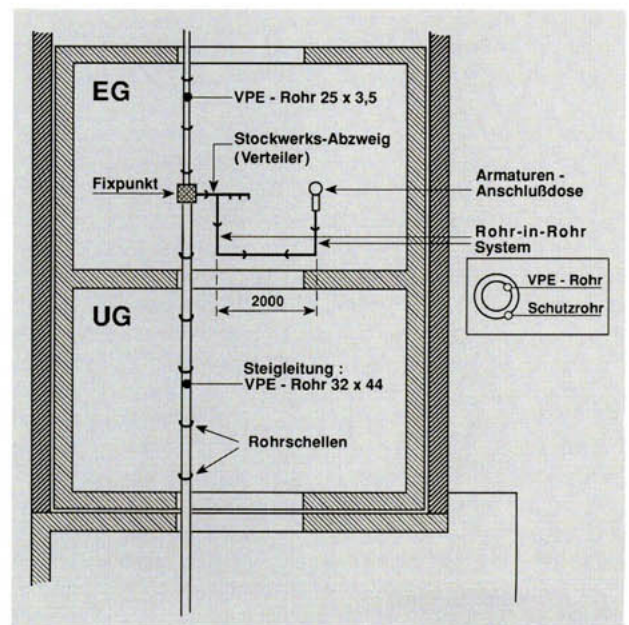 EG
VPE - Rohr 25 x 3,5
Stockwerks-Abzweig
(Verteiler)
Fixpunkt
Armaturen -
Anschlußdose
Rohr-in-Rohr
System
VPE - Rohr
Schutzrohr
2000
UG
Steigleitung :
VPE - Rohr 32 x 44
Rohrschellen